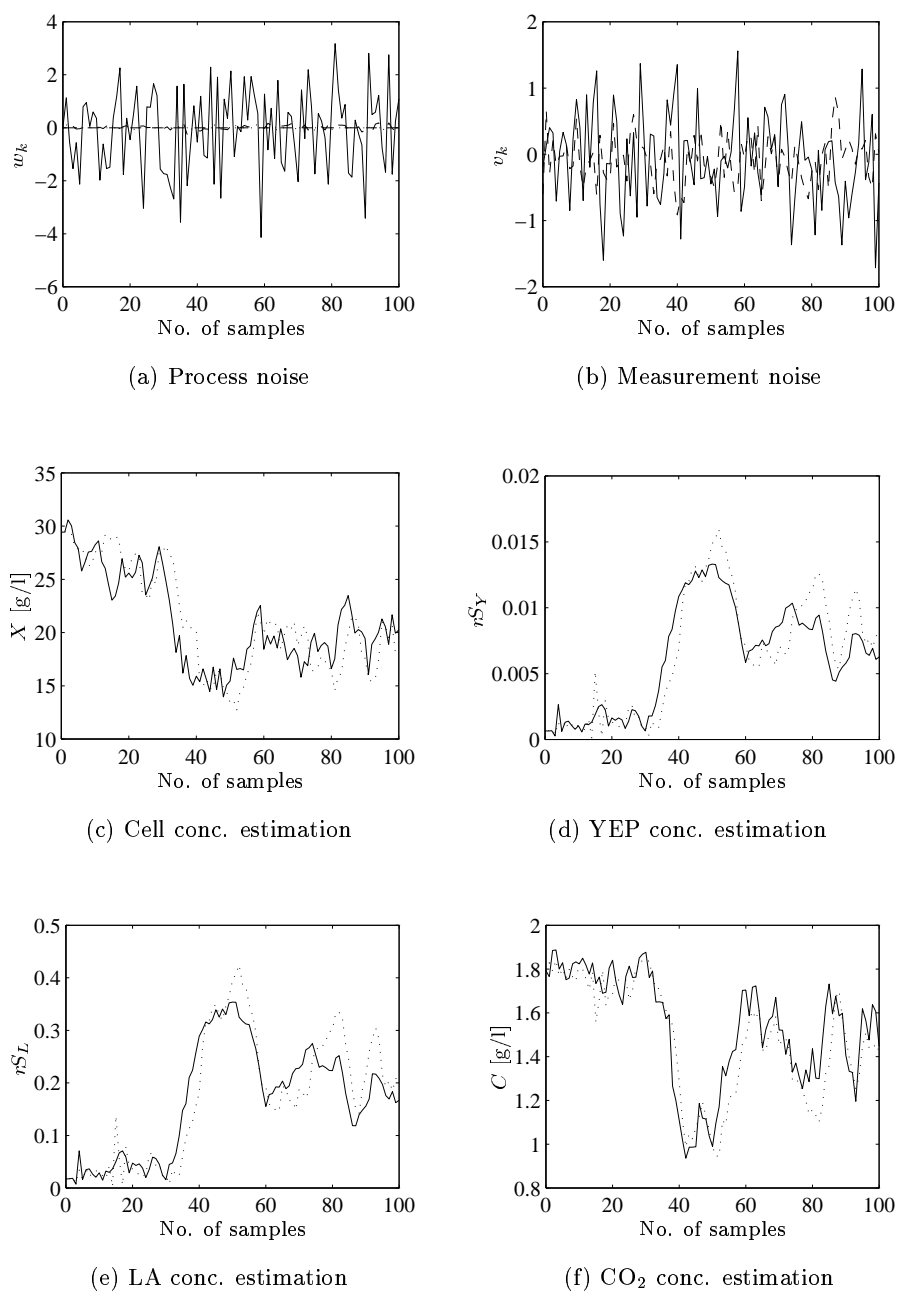 4
2
0
−2
−4
−6
w_k
0 20 40 60 80 100
No. of samples
(a) Process noise
2
1
0
−1
−2
v_k
0 20 40 60 80 100
No. of samples
(b) Measurement noise
35
30
25
20
15
10
X [g/l]
0 20 40 60 80 100
No. of samples
(c) Cell conc. estimation
0.02
0.015
0.01
0.005
0
rS_Y
0 20 40 60 80 100
No. of samples
(d) YEP conc. estimation
0.5
0.4
0.3
0.2
0.1
0
rS_L
0 20 40 60 80 100
No. of samples
(e) LA conc. estimation
2
1.8
1.6
1.4
1.2
1
0.8
C [g/l]
0 20 40 60 80 100
No. of samples
(f) CO₂ conc. estimation